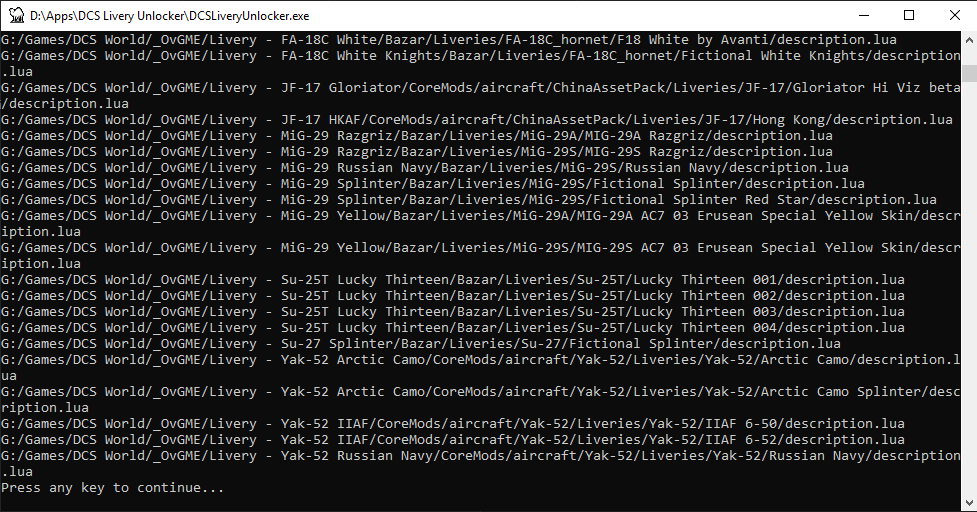 D:\Apps\DCS Livery Unlocker\DCSLiveryUnlocker.exe
G:/Games/DCS World/_OvGME/Livery - FA-18C White/Bazar/Liveries/FA-18C_hornet/F18 White by Avanti/description.lua
G:/Games/DCS World/_OvGME/Livery - FA-18C White Knights/Bazar/Liveries/FA-18C_hornet/Fictional White Knights/description
.lua
G:/Games/DCS World/_OvGME/Livery - JF-17 Gloriator/CoreMods/aircraft/ChinaAssetPack/Liveries/JF-17/Gloriator Hi Viz beta
/description.lua
G:/Games/DCS World/_OvGME/Livery - JF-17 HKAF/CoreMods/aircraft/ChinaAssetPack/Liveries/JF-17/Hong Kong/description.lua
G:/Games/DCS World/_OvGME/Livery - MiG-29 Razgriz/Bazar/Liveries/MiG-29A/MIG-29A Razgriz/description.lua
G:/Games/DCS World/_OvGME/Livery - MiG-29 Razgriz/Bazar/Liveries/MiG-29S/MIG-29S Razgriz/description.lua
G:/Games/DCS World/_OvGME/Livery - MiG-29 Russian Navy/Bazar/Liveries/MiG-29S/Russian Navy/description.lua
G:/Games/DCS World/_OvGME/Livery - MiG-29 Splinter/Bazar/Liveries/MiG-29S/Fictional Splinter/description.lua
G:/Games/DCS World/_OvGME/Livery - MiG-29 Splinter/Bazar/Liveries/MiG-29S/Fictional Splinter Red Star/description.lua
G:/Games/DCS World/_OvGME/Livery - MiG-29 Yellow/Bazar/Liveries/MiG-29A/MIG-29A AC7 03 Erusean Special Yellow Skin/descr
iption.lua
G:/Games/DCS World/_OvGME/Livery - MiG-29 Yellow/Bazar/Liveries/MiG-29S/MIG-29S AC7 03 Erusean Special Yellow Skin/descr
iption.lua
G:/Games/DCS World/_OvGME/Livery - Su-25T Lucky Thirteen/Bazar/Liveries/Su-25T/Lucky Thirteen 001/description.lua
G:/Games/DCS World/_OvGME/Livery - Su-25T Lucky Thirteen/Bazar/Liveries/Su-25T/Lucky Thirteen 002/description.lua
G:/Games/DCS World/_OvGME/Livery - Su-25T Lucky Thirteen/Bazar/Liveries/Su-25T/Lucky Thirteen 003/description.lua
G:/Games/DCS World/_OvGME/Livery - Su-25T Lucky Thirteen/Bazar/Liveries/Su-25T/Lucky Thirteen 004/description.lua
G:/Games/DCS World/_OvGME/Livery - Su-27 Splinter/Bazar/Liveries/Su-27/Fictional Splinter/description.lua
G:/Games/DCS World/_OvGME/Livery - Yak-52 Arctic Camo/CoreMods/aircraft/Yak-52/Liveries/Yak-52/Arctic Camo/description.l
ua
G:/Games/DCS World/_OvGME/Livery - Yak-52 Arctic Camo/CoreMods/aircraft/Yak-52/Liveries/Yak-52/Arctic Camo Splinter/desc
ription.lua
G:/Games/DCS World/_OvGME/Livery - Yak-52 IIAF/CoreMods/aircraft/Yak-52/Liveries/Yak-52/IIAF 6-50/description.lua
G:/Games/DCS World/_OvGME/Livery - Yak-52 IIAF/CoreMods/aircraft/Yak-52/Liveries/Yak-52/IIAF 6-52/description.lua
G:/Games/DCS World/_OvGME/Livery - Yak-52 Russian Navy/CoreMods/aircraft/Yak-52/Liveries/Yak-52/Russian Navy/description
.lua
Press any key to continue...